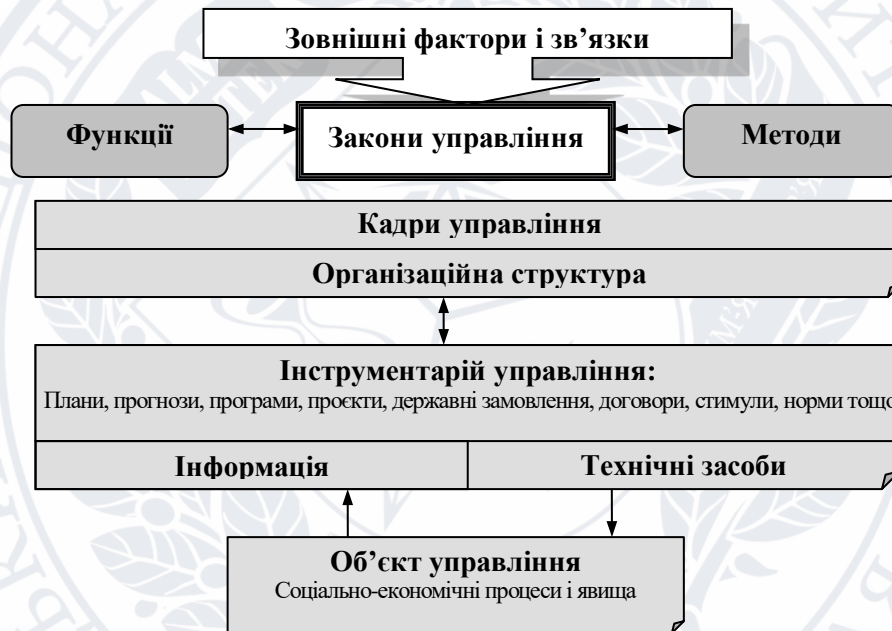 Зовнішні фактори і зв’язки
Функції
Закони управління
Методи
Кадри управління
Організаційна структура
Інструментарій управління:
Плани, прогнози, програми, проєкти, державні замовлення, договори, стимули, норми тощо
Інформація
Технічні засоби
Об’єкт управління
Соціально-економічні процеси і явища